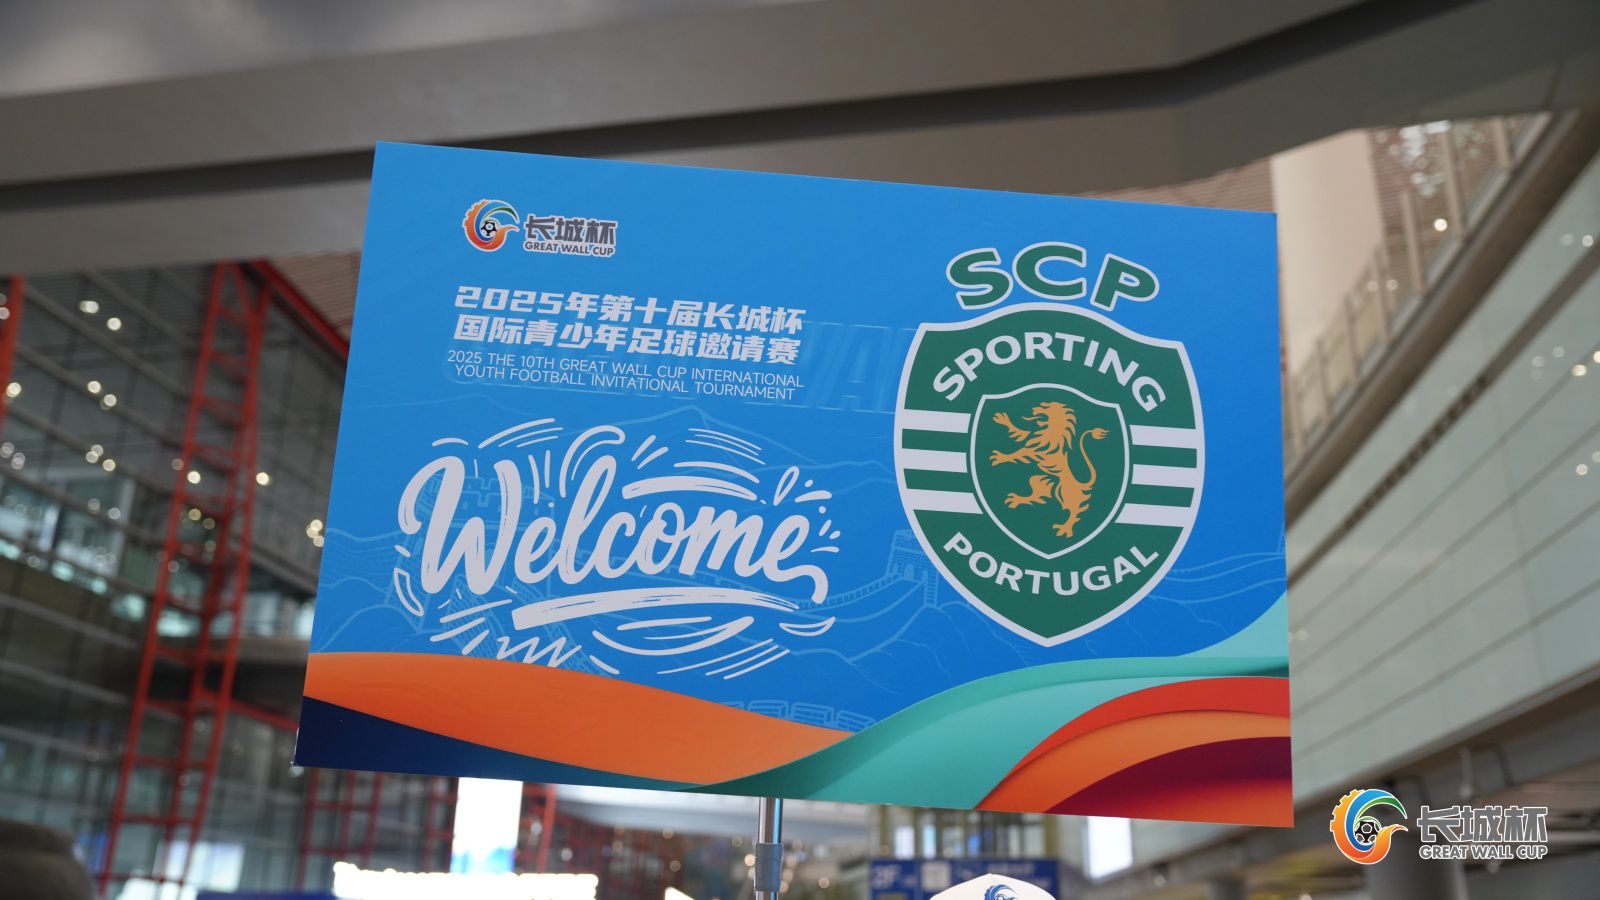 长城杯
GREAT WALL CUP
2025年第十届长城杯
国际青少年足球邀请赛
2025 THE 10TH GREAT WALL CUP INTERNATIONAL
YOUTH FOOTBALL INVITATIONAL TOURNAMENT
Welcome
SCP
SPORTING
PORTUGAL
2F
长城杯
GREAT WALL CUP